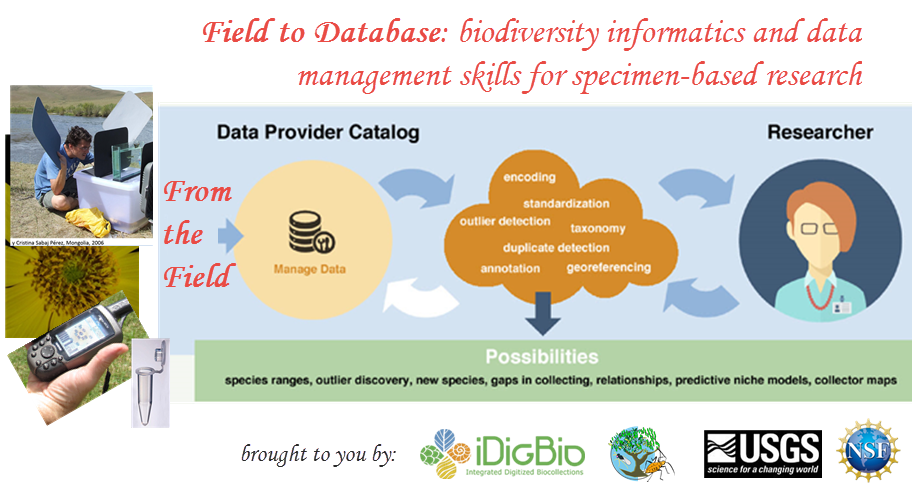 Field to Database: biodiversity informatics and data
management skills for specimen-based research
Data Provider Catalog
Researcher
From
the
Field
Manage Data
encoding
standardization
outlier detection
taxonomy
duplicate detection
annotation
georeferencing
y Cristina Sabaj Pérez, Mongolia, 2006
Possibilities
species ranges, outlier discovery, new species, gaps in collecting, relationships, predictive niche models, collector maps
brought to you by:
iDigBio
Integrated Digitized Biocollections
USGS
science for a changing world
NSF